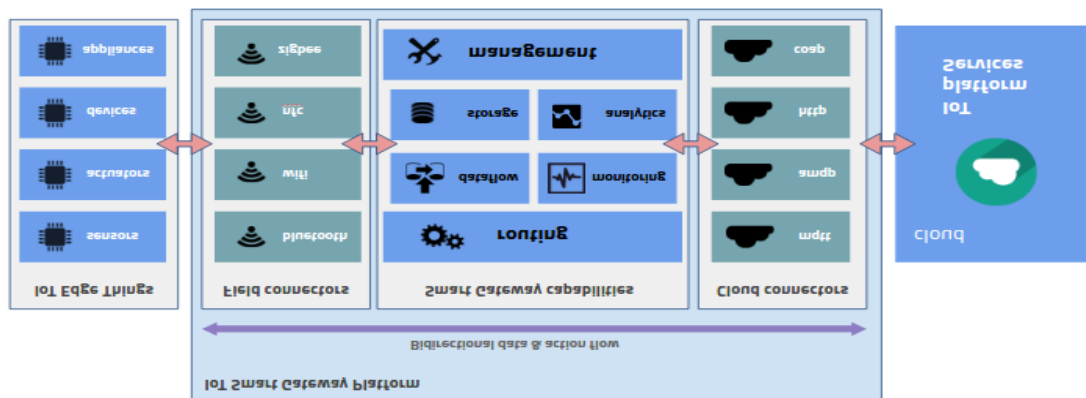 IoT Smart Gateway Platform
Bidirectional data & action flow
IoT Edge Things
sensors
actuators
devices
appliances
Field connectors
bluetooth
wifi
nfc
zigbee
Smart Gateway capabilities
routing
dataflow
monitoring
storage
analytics
management
Cloud connectors
mqtt
amqp
http
coap
cloud
IoT
platform
Services